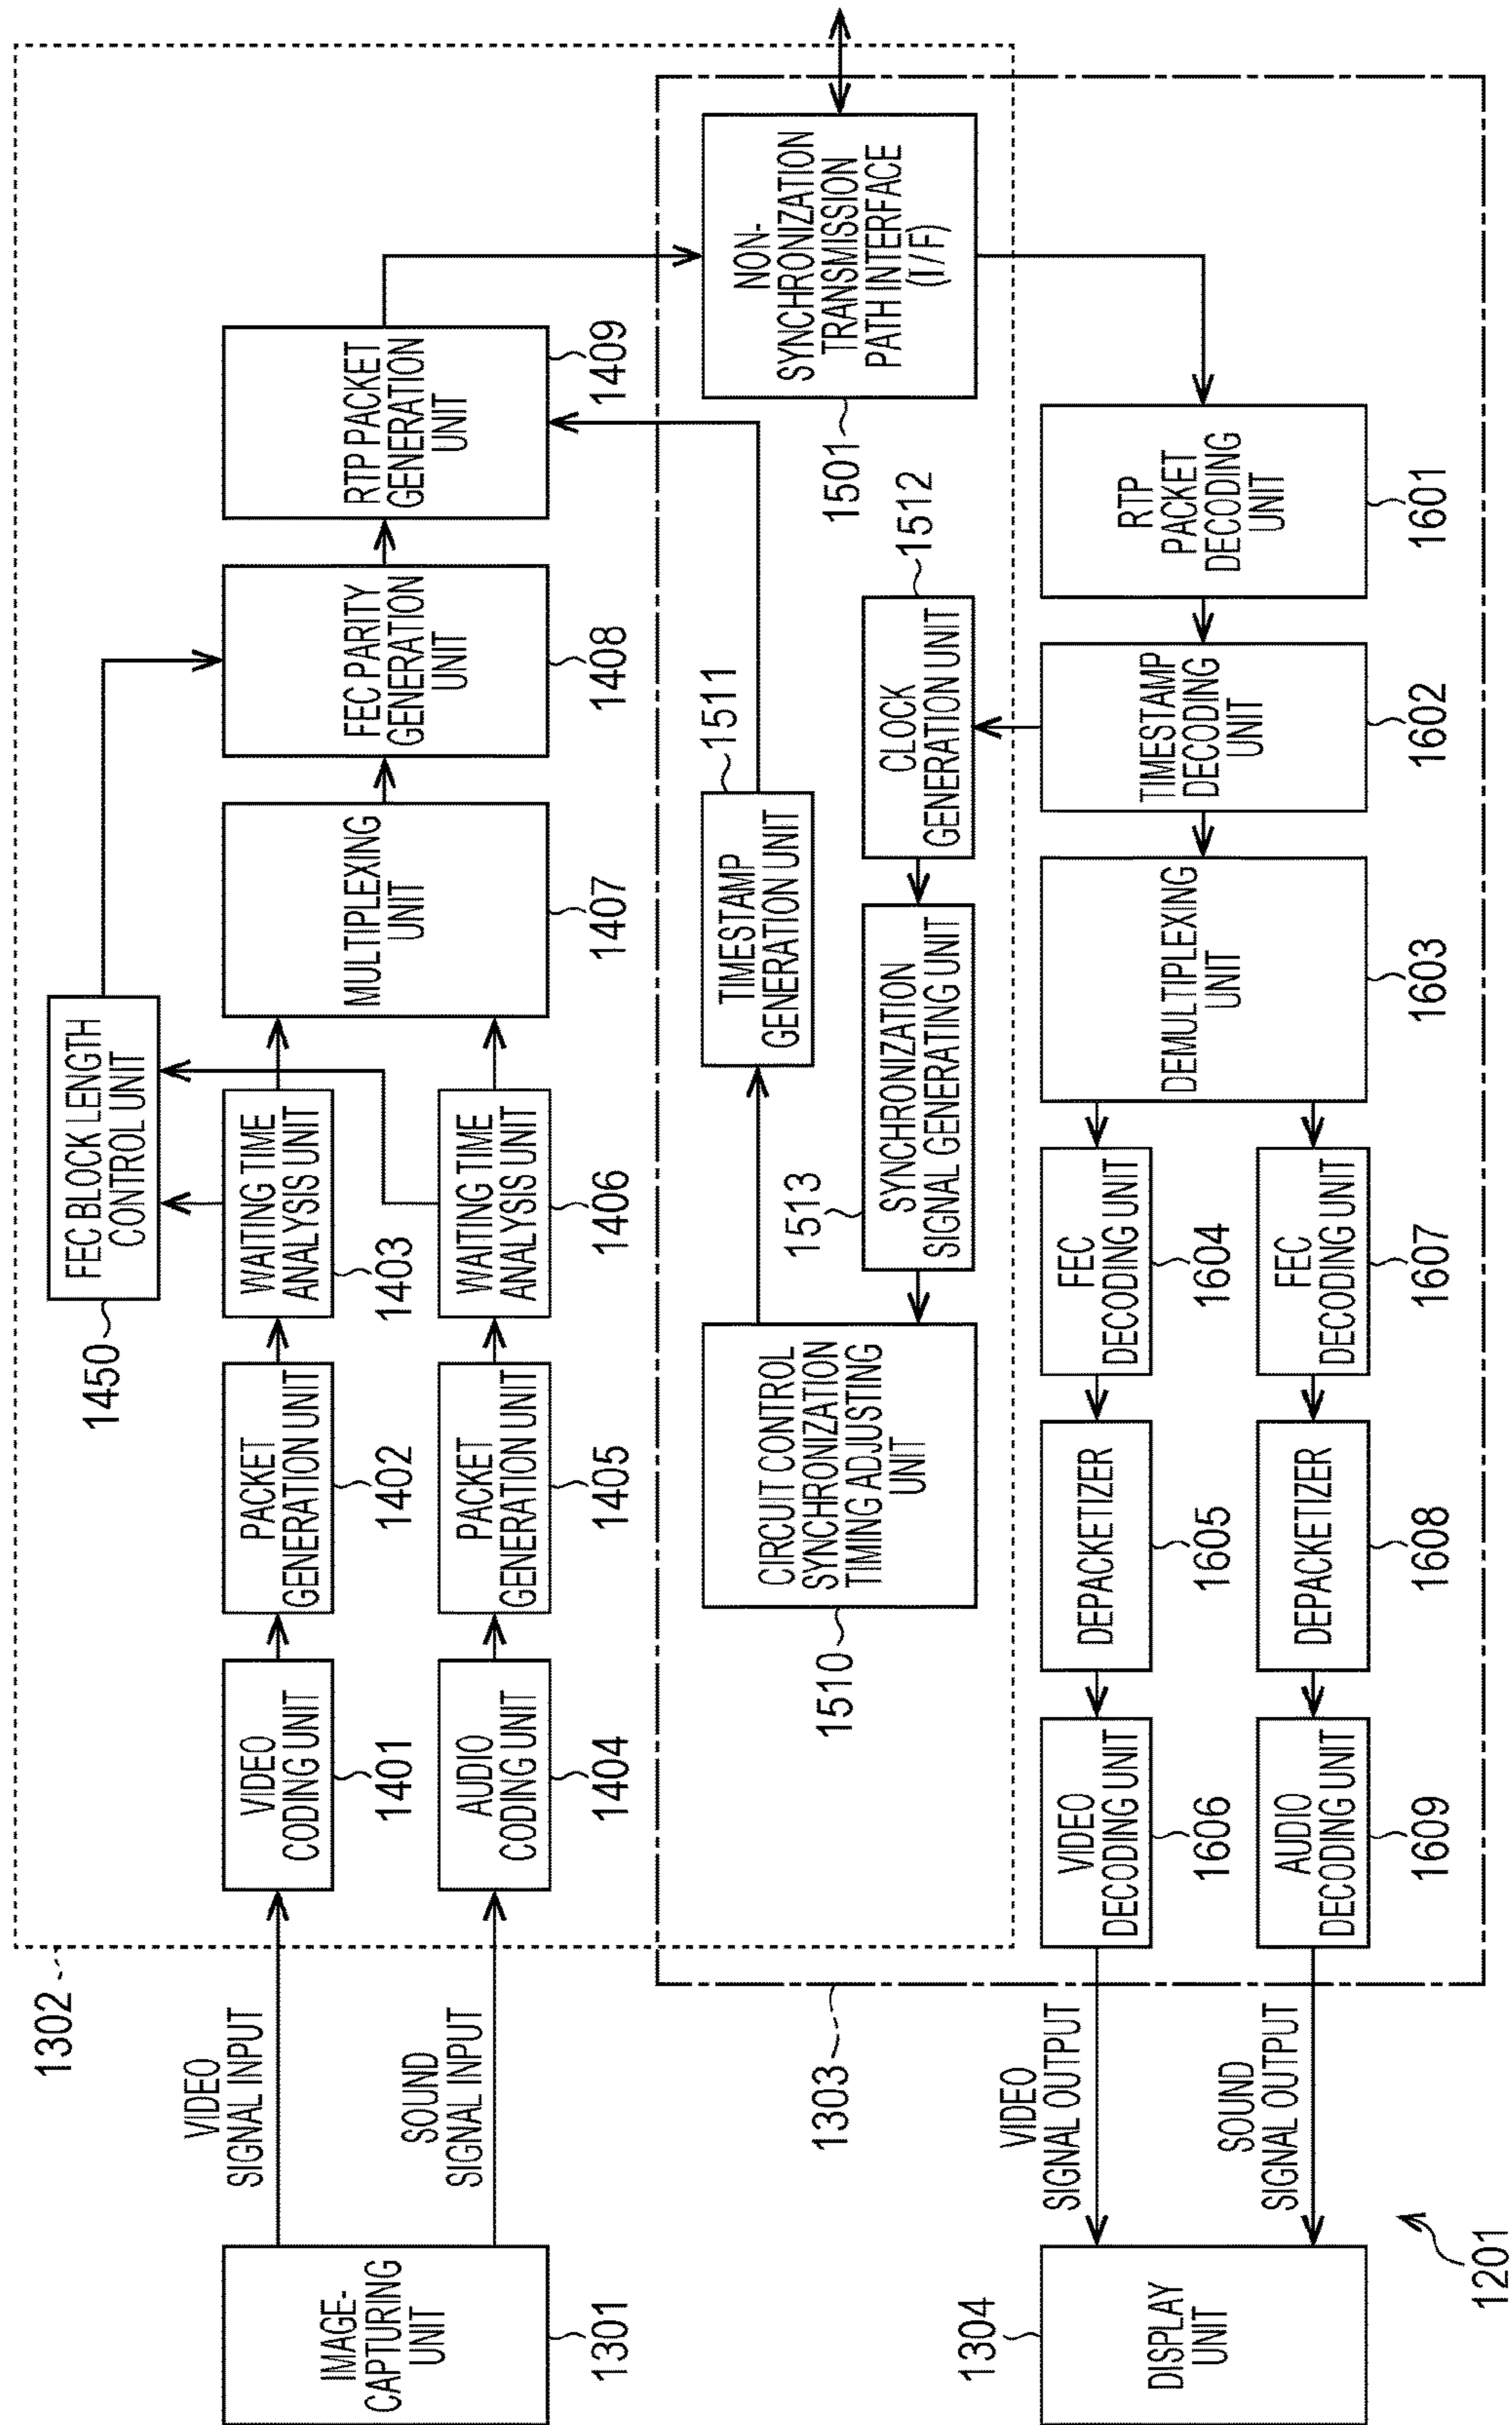 1302
1450
FEC BLOCK LENGTH
CONTROL UNIT
IMAGE-
CAPTURING
UNIT
1301
VIDEO
SIGNAL INPUT
SOUND
SIGNAL INPUT
VIDEO
CODING UNIT
1401
PACKET
GENERATION UNIT
1402
WAITING TIME
ANALYSIS UNIT
1403
AUDIO
CODING UNIT
1404
PACKET
GENERATION UNIT
1405
WAITING TIME
ANALYSIS UNIT
1406
MULTIPLEXING
UNIT
1407
FEC PARITY
GENERATION
UNIT
1408
RTP PACKET
GENERATION
UNIT
1409
1303
CIRCUIT CONTROL
SYNCHRONIZATION
TIMING ADJUSTING
UNIT
1510
TIMESTAMP
GENERATION UNIT
1511
1513
SYNCHRONIZATION
SIGNAL GENERATING UNIT
CLOCK
GENERATION UNIT
1512
NON-
SYNCHRONIZATION
TRANSMISSION
PATH INTERFACE
(I/F)
1501
1304
DISPLAY
UNIT
VIDEO
SIGNAL OUTPUT
SOUND
SIGNAL OUTPUT
VIDEO
DECODING UNIT
1606
DEPACKETIZER
1605
FEC
DECODING UNIT
1604
AUDIO
DECODING UNIT
1609
DEPACKETIZER
1608
FEC
DECODING UNIT
1607
DEMULTIPLEXING
UNIT
1603
TIMESTAMP
DECODING
UNIT
1602
RTP
PACKET
DECODING
UNIT
1601
1201